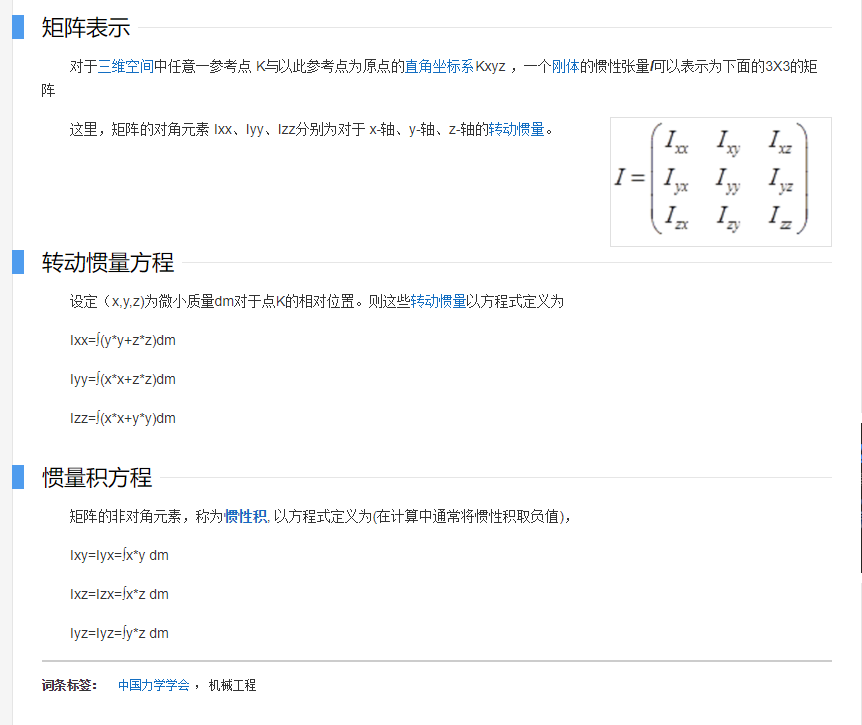 矩阵表示
对于三维空间中任意一参考点 K与以此参考点为原点的直角坐标系Kxyz ，一个刚体的惯性张量I可以表示为下面的3X3的矩
阵
这里，矩阵的对角元素 Ixx、Iyy、Izz分别为对于 x-轴、y-轴、z-轴的转动惯量。
I =
Ixx Ixy Ixz
Iyx Iyy Iyz
Izx Izy Izz
转动惯量方程
设定（x,y,z)为微小质量dm对于点K的相对位置。则这些转动惯量以方程式定义为
Ixx=∫(y*y+z*z)dm
Iyy=∫(x*x+z*z)dm
Izz=∫(x*x+y*y)dm
惯量积方程
矩阵的非对角元素，称为惯性积, 以方程式定义为(在计算中通常将惯性积取负值)，
Ixy=Iyx=∫x*y dm
Ixz=Izx=∫x*z dm
Iyz=Iyz=∫y*z dm
词条标签： 中国力学学会 ，机械工程